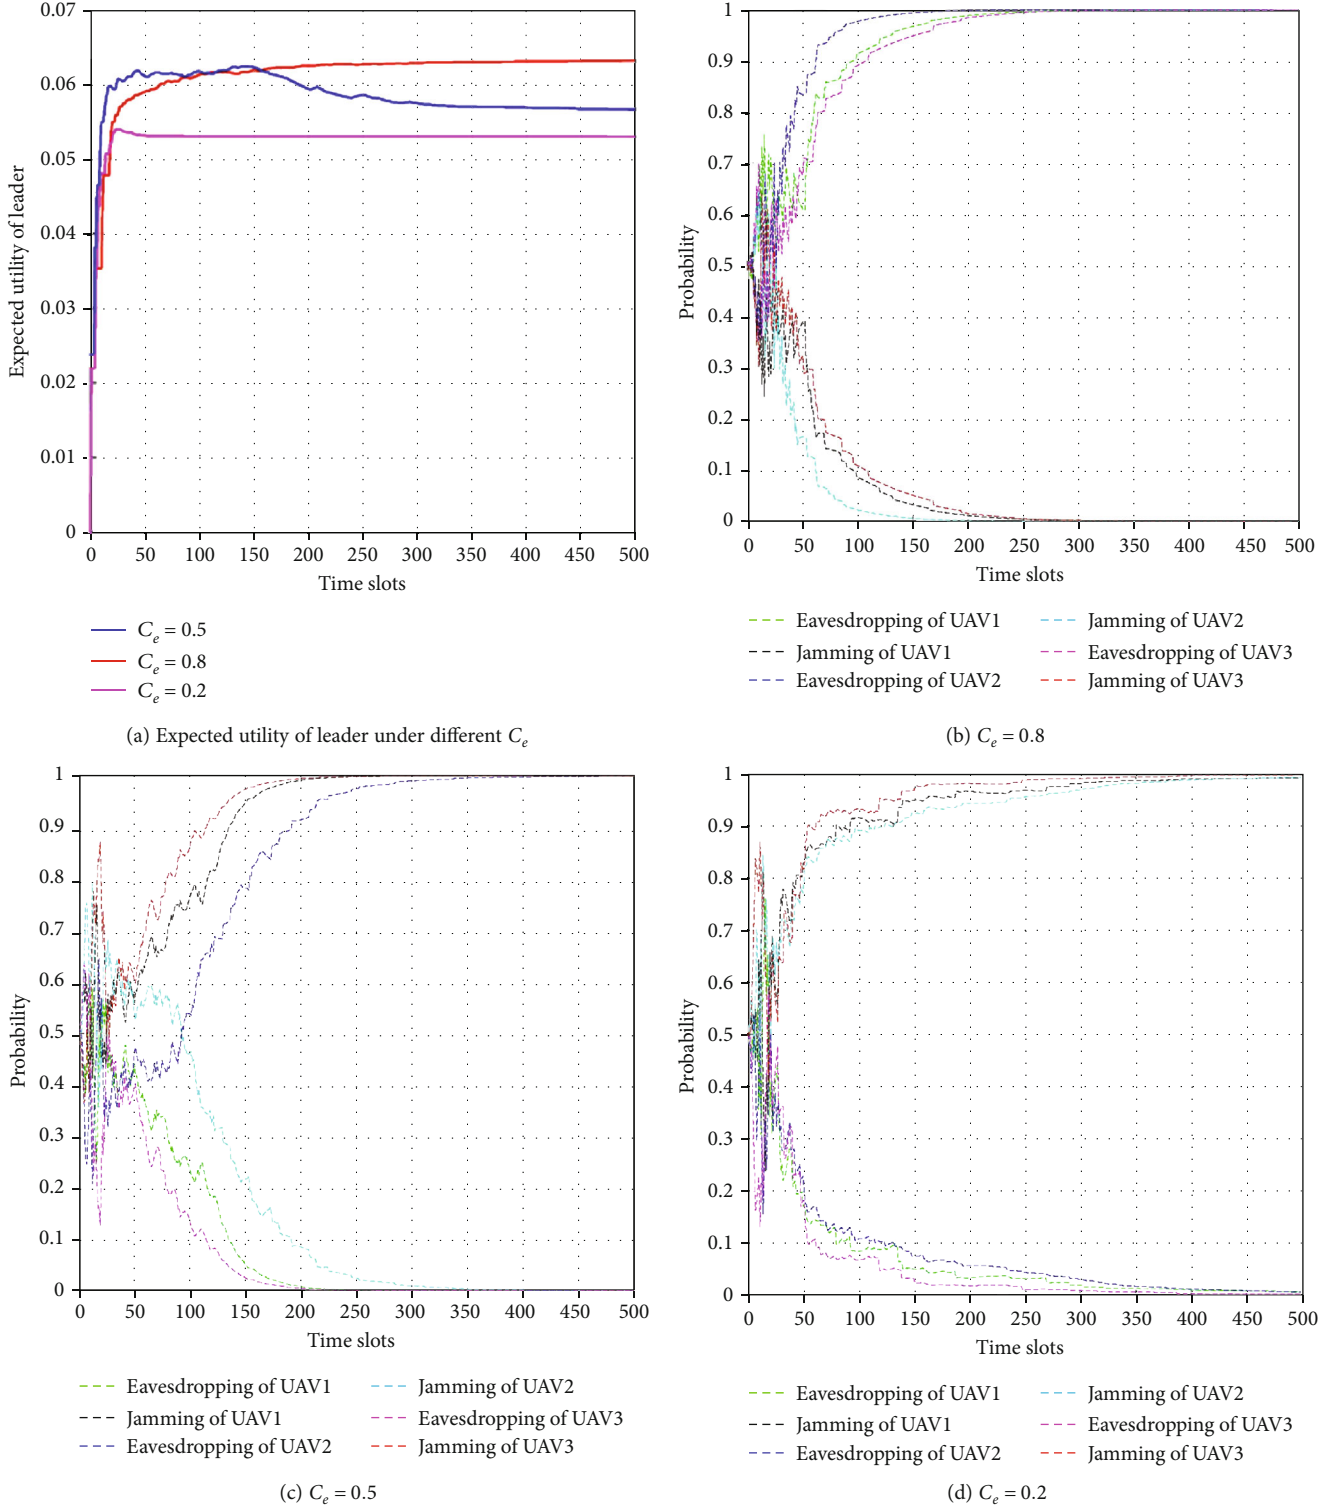 0.07
0.06
0.05
0.04
0.03
0.02
0.01
0
Expected utility of leader
0 50 100 150 200 250 300 350 400 450 500
Time slots
C_e = 0.5
C_e = 0.8
C_e = 0.2
(a) Expected utility of leader under different C_e
1
0.9
0.8
0.7
0.6
0.5
0.4
0.3
0.2
0.1
0
Probability
0 50 100 150 200 250 300 350 400 450 500
Time slots
Eavesdropping of UAV1
Jamming of UAV1
Eavesdropping of UAV2
Jamming of UAV2
Eavesdropping of UAV3
Jamming of UAV3
(b) C_e = 0.8
1
0.9
0.8
0.7
0.6
0.5
0.4
0.3
0.2
0.1
0
Probability
0 50 100 150 200 250 300 350 400 450 500
Time slots
Eavesdropping of UAV1
Jamming of UAV1
Eavesdropping of UAV2
Jamming of UAV2
Eavesdropping of UAV3
Jamming of UAV3
(c) C_e = 0.5
1
0.9
0.8
0.7
0.6
0.5
0.4
0.3
0.2
0.1
0
Probability
0 50 100 150 200 250 300 350 400 450 500
Time slots
Eavesdropping of UAV1
Jamming of UAV1
Eavesdropping of UAV2
Jamming of UAV2
Eavesdropping of UAV3
Jamming of UAV3
(d) C_e = 0.2